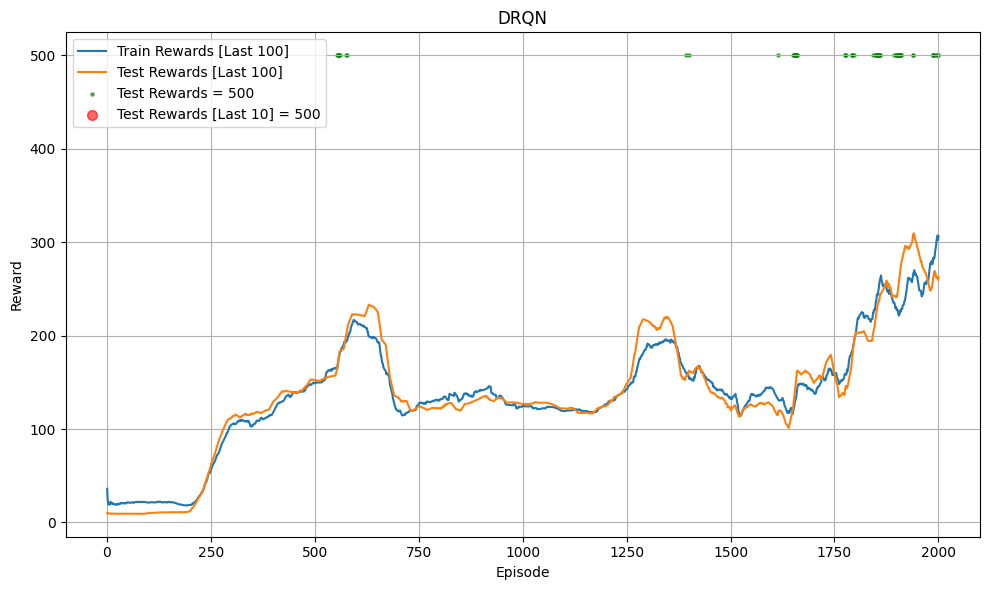 DRQN
Train Rewards [Last 100]
Test Rewards [Last 100]
Test Rewards = 500
Test Rewards [Last 10] = 500
Reward
500
400
300
200
100
0
0 250 500 750 1000 1250 1500 1750 2000
Episode